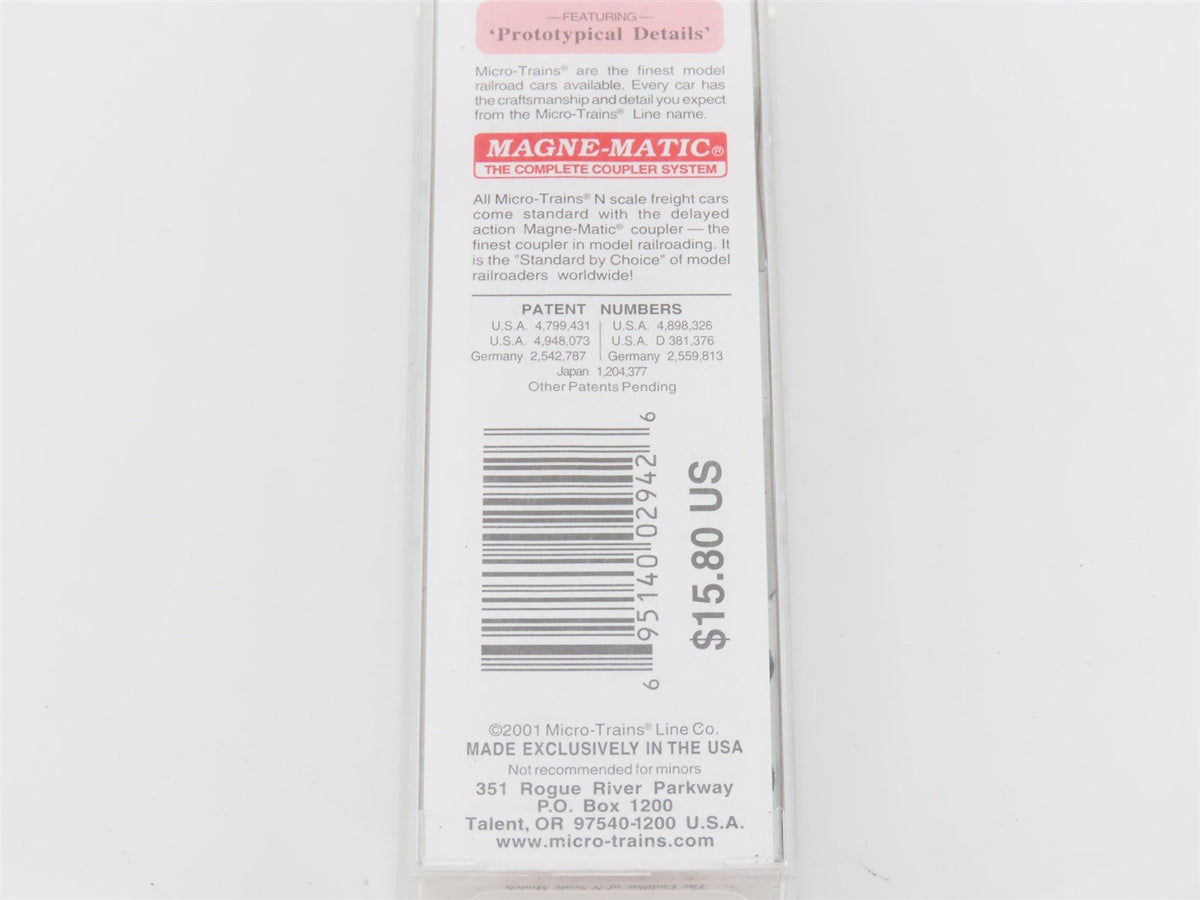 —FEATURING—
'Prototypical Details'
Micro-Trains® are the finest model
railroad cars available. Every car has
the craftsmanship and detail you expect
from the Micro-Trains® Line name.
MAGNE-MATIC®
THE COMPLETE COUPLER SYSTEM
All Micro-Trains® N scale freight cars
come standard with the delayed
action Magne-Matic® coupler — the
finest coupler in model railroading. It
is the "Standard by Choice" of model
railroaders worldwide!
PATENT NUMBERS
U.S.A. 4,799,431 | U.S.A. 4,898,326
U.S.A. 4,948,073 | U.S.A. D 381,376
Germany 2,542,787 | Germany 2,559,813
Japan 1,204,377
Other Patents Pending
6 95140 02942 6
$15.80 US
©2001 Micro-Trains® Line Co.
MADE EXCLUSIVELY IN THE USA
Not recommended for minors
351 Rogue River Parkway
P.O. Box 1200
Talent, OR 97540-1200 U.S.A.
www.micro-trains.com
The Cadillac of N Scale Models